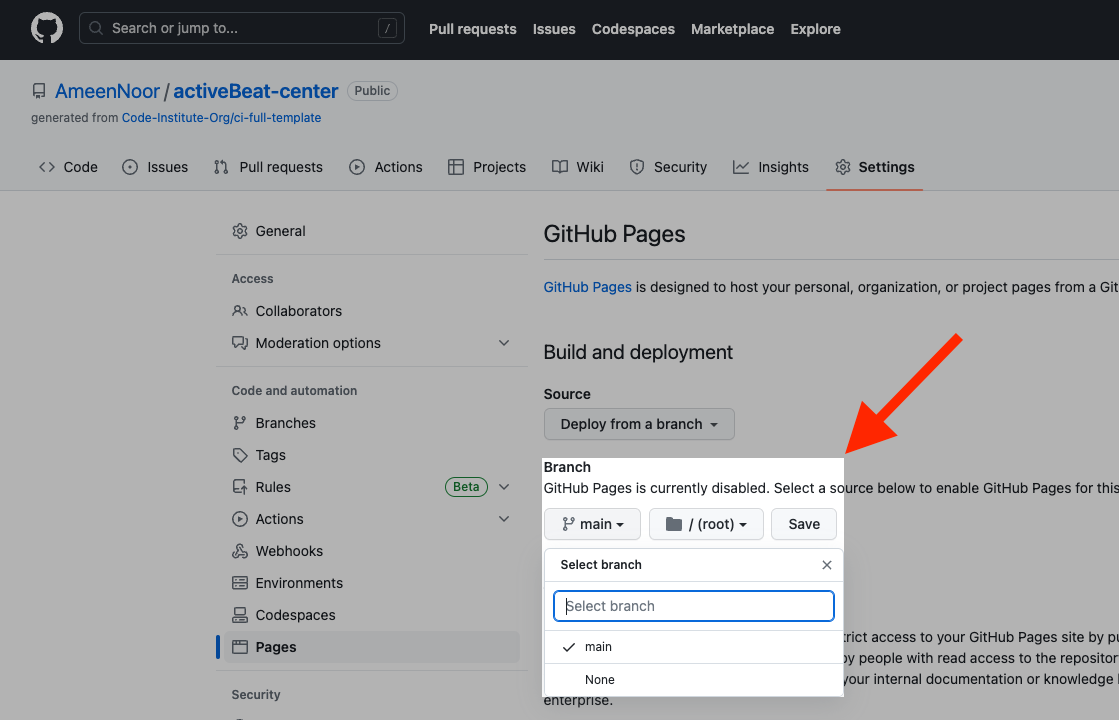 Search or jump to... /
Pull requests Issues Codespaces Marketplace Explore
AmeenNoor / activeBeat-center Public
generated from Code-Institute-Org/ci-full-template
Code Issues Pull requests Actions Projects Wiki Security Insights Settings
General
Access
Collaborators
Moderation options
Code and automation
Branches
Tags
Rules Beta
Actions
Webhooks
Environments
Codespaces
Pages
Security
GitHub Pages
GitHub Pages is designed to host your personal, organization, or project pages from a Git
Build and deployment
Source
Deploy from a branch
Branch
GitHub Pages is currently disabled. Select a source below to enable GitHub Pages for this
main / (root) Save
Select branch
Select branch
main
None
trict access to your GitHub Pages site by pu
by people with read access to the repositor
your internal documentation or knowledge
enterprise.